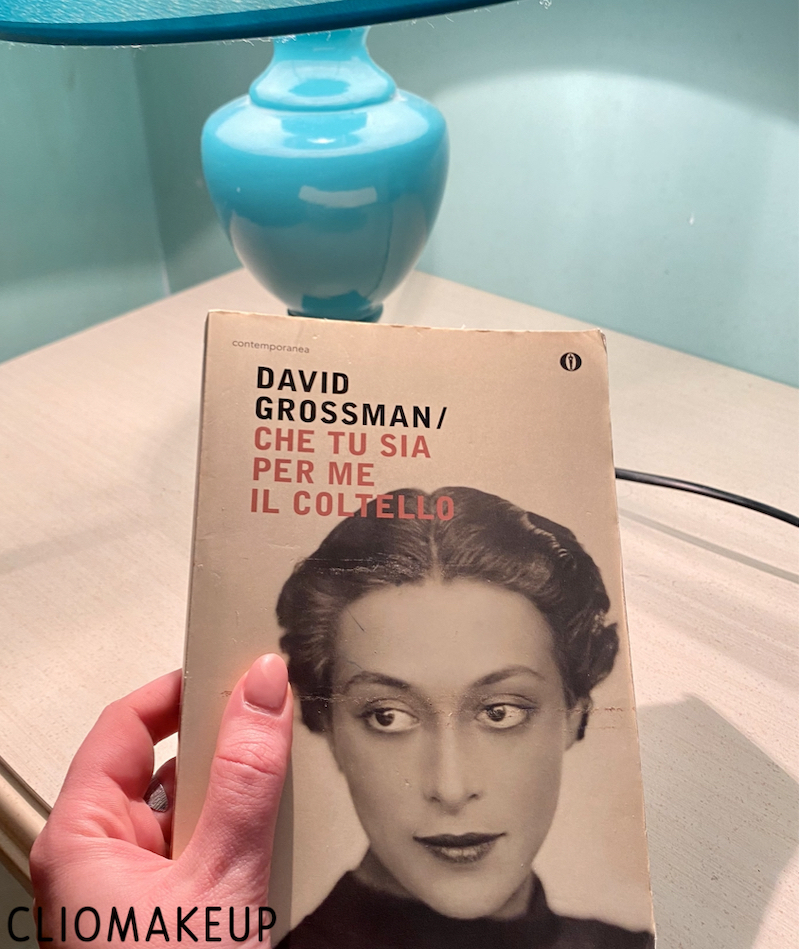 contemporanea
DAVID
GROSSMAN/
CHE TU SIA
PER ME
IL COLTELLO
CLIOMAKEUP